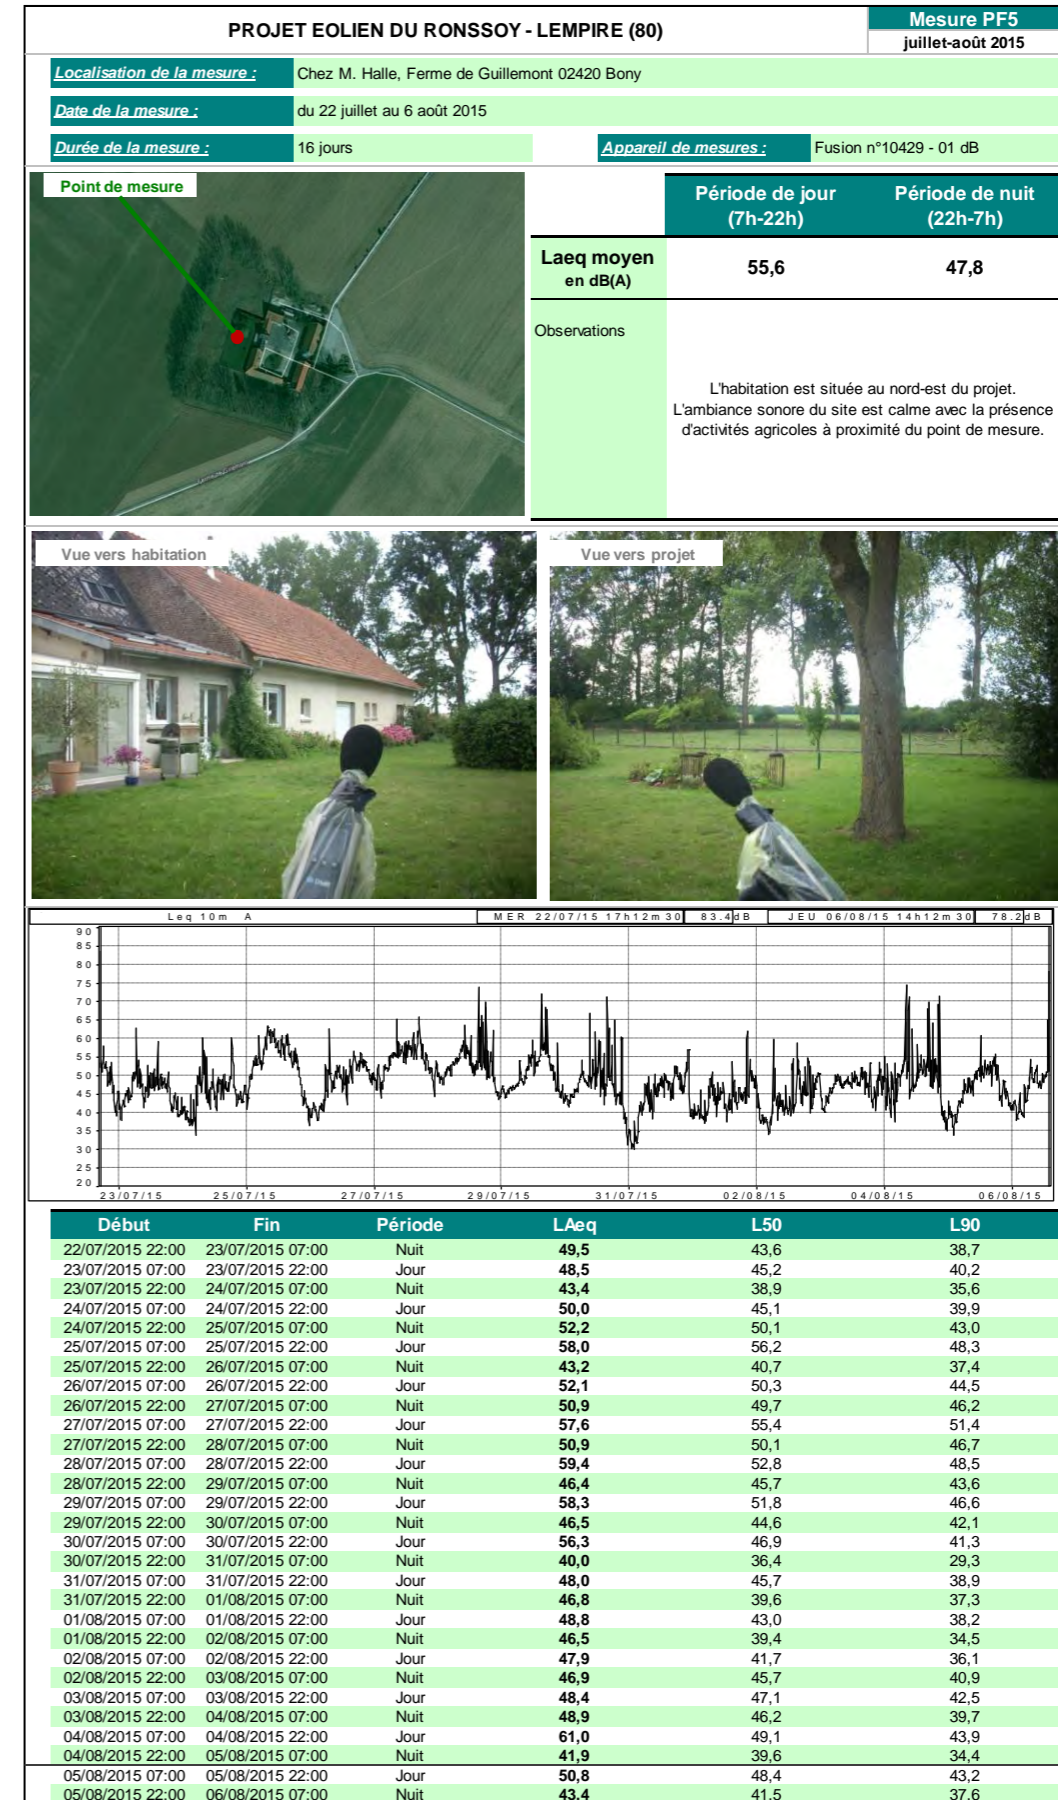 PROJET EOLIEN DU RONSSOY - LEMPIRE (80)
Mesure PF5
juillet-août 2015
Localisation de la mesure : Chez M. Halle, Ferme de Guillemont 02420 Bony
Date de la mesure : du 22 juillet au 6 août 2015
Durée de la mesure : 16 jours Appareil de mesures : Fusion n°10429 - 01 dB
Point de mesure
Période de jour Période de nuit
(7h-22h) (22h-7h)
Laeq moyen
en dB(A)
55,6 47,8
Observations
L'habitation est située au nord-est du projet.
L'ambiance sonore du site est calme avec la présence
d'activités agricoles à proximité du point de mesure.
Vue vers habitation
Vue vers projet
Leq 10m A MER 22/07/15 17h12m30 83.4dB JEU 06/08/15 14h12m30 78.2dB
90
85
80
75
70
65
60
55
50
45
40
35
30
25
20
23/07/15 25/07/15 27/07/15 29/07/15 31/07/15 02/08/15 04/08/15 06/08/15
Début Fin Période LAeq L50 L90
22/07/2015 22:00 23/07/2015 07:00 Nuit 49,5 43,6 38,7
23/07/2015 07:00 23/07/2015 22:00 Jour 48,5 45,2 40,2
23/07/2015 22:00 24/07/2015 07:00 Nuit 43,4 38,9 35,6
24/07/2015 07:00 24/07/2015 22:00 Jour 50,0 45,1 39,9
24/07/2015 22:00 25/07/2015 07:00 Nuit 52,2 50,1 43,0
25/07/2015 07:00 25/07/2015 22:00 Jour 58,0 56,2 48,3
25/07/2015 22:00 26/07/2015 07:00 Nuit 43,2 40,7 37,4
26/07/2015 07:00 26/07/2015 22:00 Jour 52,1 50,3 44,5
26/07/2015 22:00 27/07/2015 07:00 Nuit 50,9 49,7 46,2
27/07/2015 07:00 27/07/2015 22:00 Jour 57,6 55,4 51,4
27/07/2015 22:00 28/07/2015 07:00 Nuit 50,9 50,1 46,7
28/07/2015 07:00 28/07/2015 22:00 Jour 59,4 52,8 48,5
28/07/2015 22:00 29/07/2015 07:00 Nuit 46,4 45,7 43,6
29/07/2015 07:00 29/07/2015 22:00 Jour 58,3 51,8 46,6
29/07/2015 22:00 30/07/2015 07:00 Nuit 46,5 44,6 42,1
30/07/2015 07:00 30/07/2015 22:00 Jour 56,3 46,9 41,3
30/07/2015 22:00 31/07/2015 07:00 Nuit 40,0 36,4 29,3
31/07/2015 07:00 31/07/2015 22:00 Jour 48,0 45,7 38,9
31/07/2015 22:00 01/08/2015 07:00 Nuit 46,8 39,6 37,3
01/08/2015 07:00 01/08/2015 22:00 Jour 48,8 43,0 38,2
01/08/2015 22:00 02/08/2015 07:00 Nuit 46,5 39,4 34,5
02/08/2015 07:00 02/08/2015 22:00 Jour 47,9 41,7 36,1
02/08/2015 22:00 03/08/2015 07:00 Nuit 46,9 45,7 40,9
03/08/2015 07:00 03/08/2015 22:00 Jour 48,4 47,1 42,5
03/08/2015 22:00 04/08/2015 07:00 Nuit 48,9 46,2 39,7
04/08/2015 07:00 04/08/2015 22:00 Jour 61,0 49,1 43,9
04/08/2015 22:00 05/08/2015 07:00 Nuit 41,9 39,6 34,4
05/08/2015 07:00 05/08/2015 22:00 Jour 50,8 48,4 43,2
05/08/2015 22:00 06/08/2015 07:00 Nuit 43,4 41,5 37,6